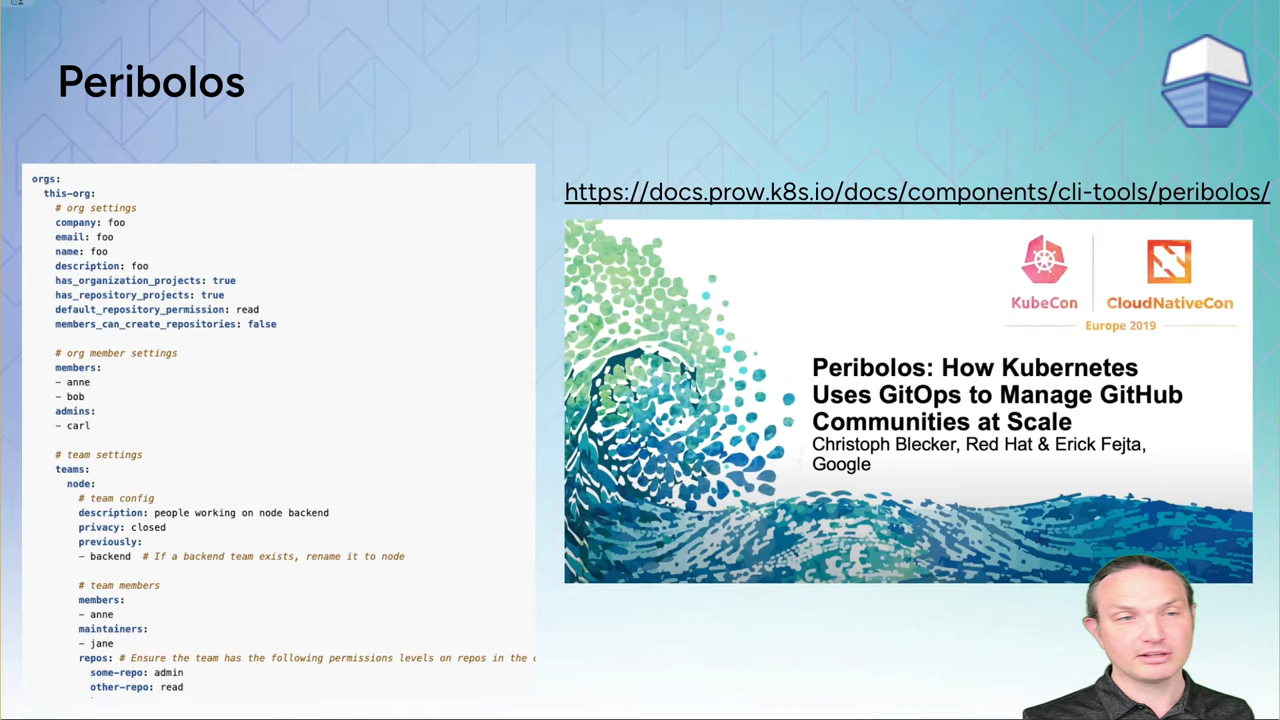 Peribolos
orgs:
this-org:
# org settings
company: foo
email: foo
name: foo
description: foo
has_organization_projects: true
has_repository_projects: true
default_repository_permission: read
members_can_create_repositories: false
# org member settings
members:
- anne
- bob
admins:
- carl
# team settings
teams:
node:
# team config
description: people working on node backend
privacy: closed
previously:
- backend # If a backend team exists, rename it to node
# team members
members:
- anne
maintainers:
- jane
repos: # Ensure the team has the following permissions levels on repos in the
some-repo: admin
other-repo: read
https://docs.prow.k8s.io/docs/components/cli-tools/peribolos/
KubeCon
CloudNativeCon
Europe 2019
Peribolos: How Kubernetes
Uses GitOps to Manage GitHub
Communities at Scale
Christoph Blecker, Red Hat & Erick Fejta,
Google